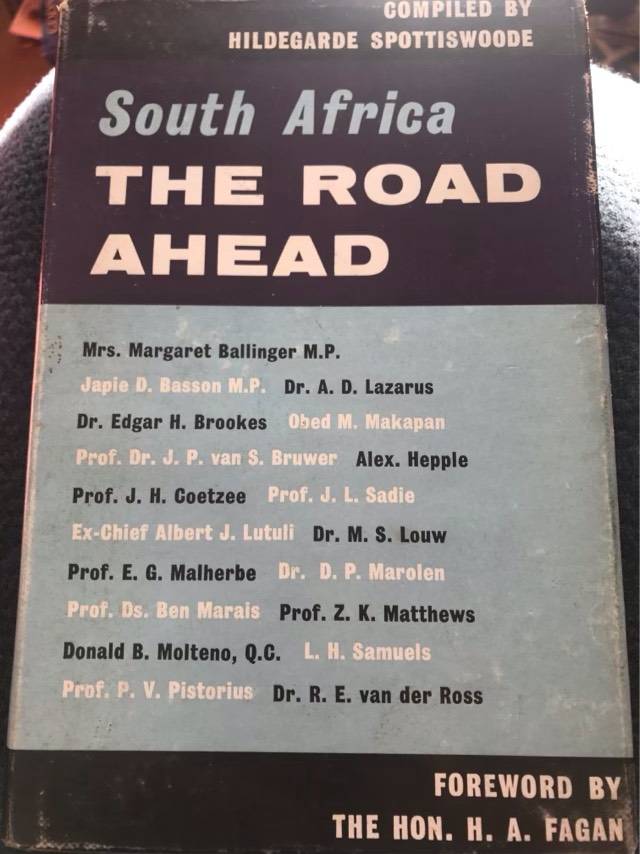 COMPILED BY
HILDEGARDE SPOTTISWOODE
South Africa
THE ROAD
AHEAD
Mrs. Margaret Ballinger M.P.
Japie D. Basson M.P. Dr. A. D. Lazarus
Dr. Edgar H. Brookes Obed M. Makapan
Prof. Dr. J. P. van S. Bruwer Alex. Hepple
Prof. J. H. Coetzee Prof. J. L. Sadie
Ex-Chief Albert J. Lutuli Dr. M. S. Louw
Prof. E. G. Malherbe Dr. D. P. Marolen
Prof. Ds. Ben Marais Prof. Z. K. Matthews
Donald B. Molteno, Q.C. L. H. Samuels
Prof. P. V. Pistorius Dr. R. E. van der Ross
FOREWORD BY
THE HON. H. A. FAGAN